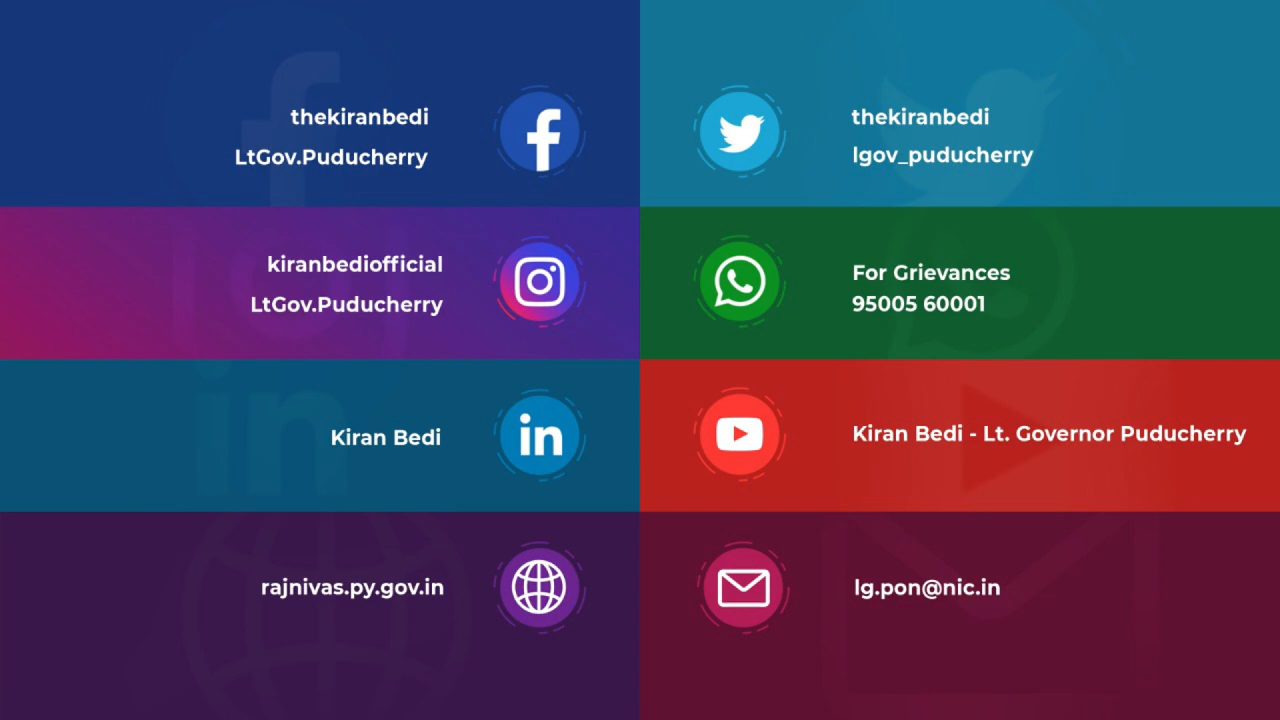 thekiranbedi
LtGov.Puducherry
thekiranbedi
lgov_puducherry
kiranbediofficial
LtGov.Puducherry
For Grievances
95005 60001
in
Kiran Bedi
Kiran Bedi - Lt. Governor Puducherry
rajnivas.py.gov.in
lg.pon@nic.in